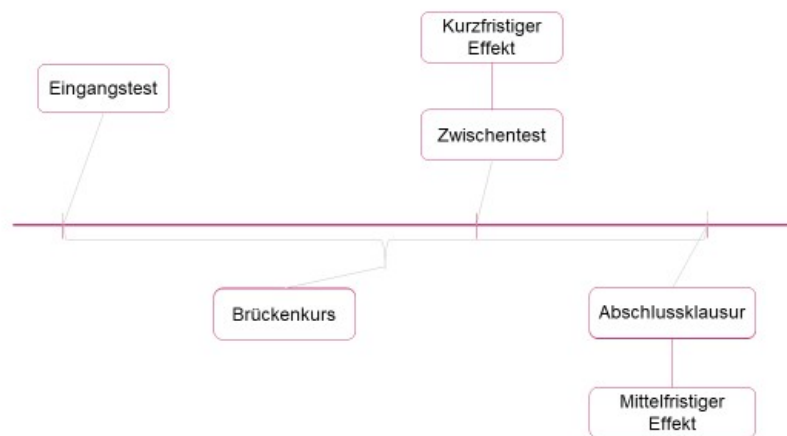 Kurzfristiger
Effekt
Eingangstest
Zwischentest
Brückenkurs
Abschlussklausur
Mittelfristiger
Effekt